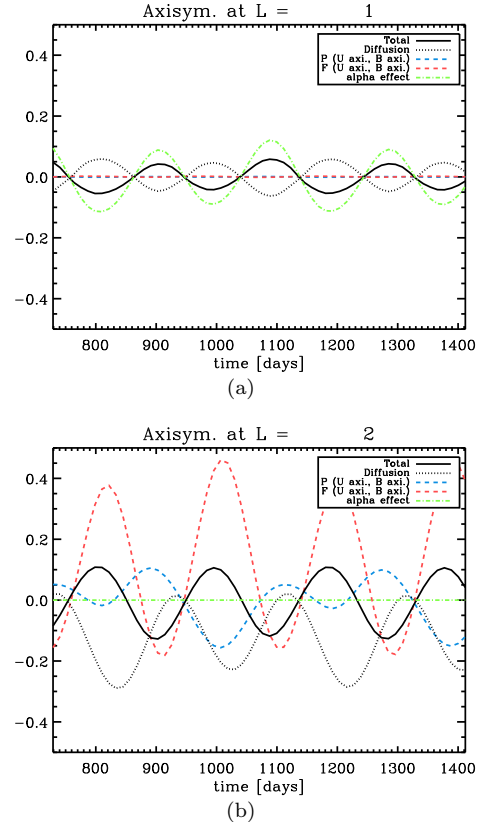 Axisym. at L = 1
0.4
0.2
0.0
−0.2
−0.4
Total
Diffusion
P (U axi., B axi.)
F (U axi., B axi.)
alpha effect
800 900 1000 1100 1200 1300 1400
time [days]
(a)
Axisym. at L = 2
0.4
0.2
0.0
−0.2
−0.4
Total
Diffusion
P (U axi., B axi.)
F (U axi., B axi.)
alpha effect
800 900 1000 1100 1200 1300 1400
time [days]
(b)